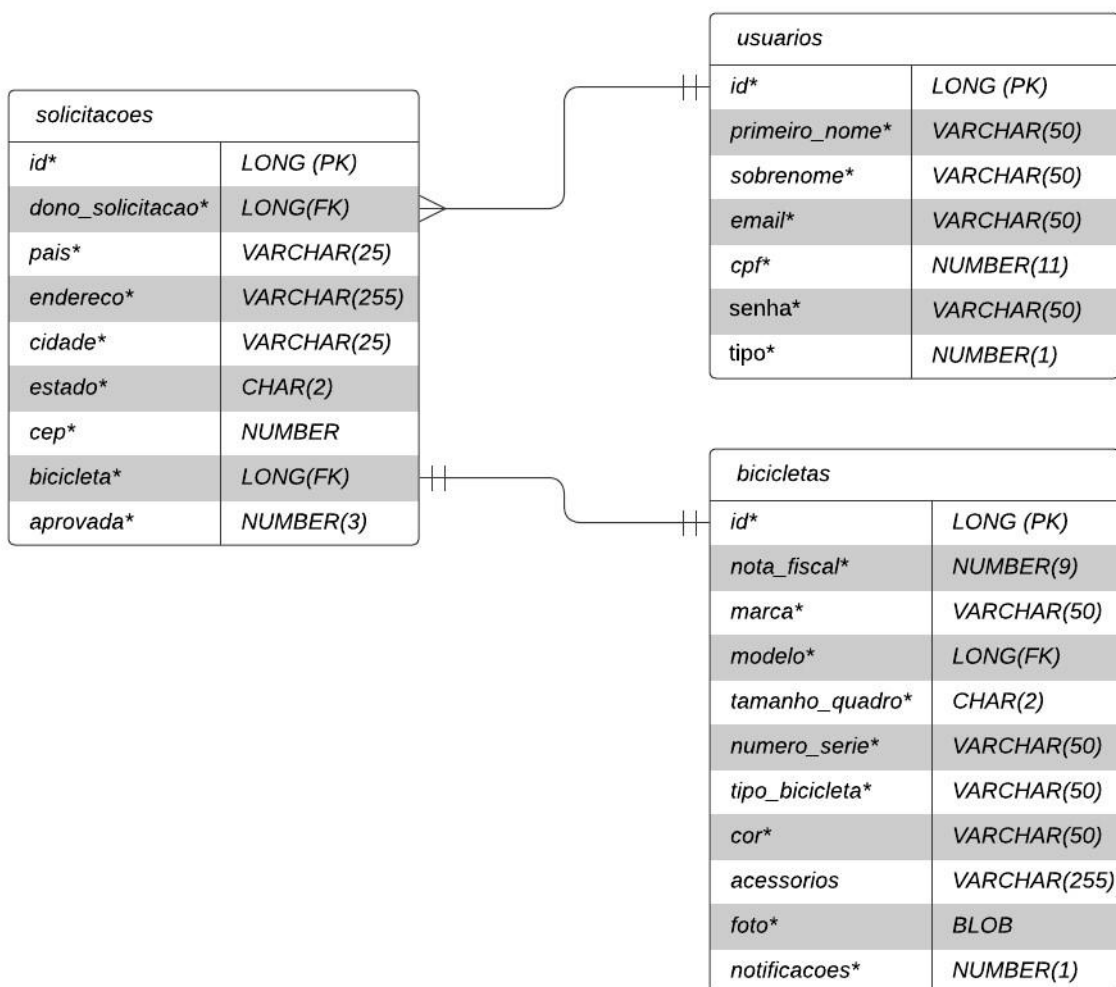 solicitacoes
id* LONG (PK)
dono_solicitacao* LONG(FK)
pais* VARCHAR(25)
endereco* VARCHAR(255)
cidade* VARCHAR(25)
estado* CHAR(2)
cep* NUMBER
bicicleta* LONG(FK)
aprovada* NUMBER(3)
usuarios
id* LONG (PK)
primeiro_nome* VARCHAR(50)
sobrenome* VARCHAR(50)
email* VARCHAR(50)
cpf* NUMBER(11)
senha* VARCHAR(50)
tipo* NUMBER(1)
bicicletas
id* LONG (PK)
nota_fiscal* NUMBER(9)
marca* VARCHAR(50)
modelo* LONG(FK)
tamanho_quadro* CHAR(2)
numero_serie* VARCHAR(50)
tipo_bicicleta* VARCHAR(50)
cor* VARCHAR(50)
acessorios VARCHAR(255)
foto* BLOB
notificacoes* NUMBER(1)